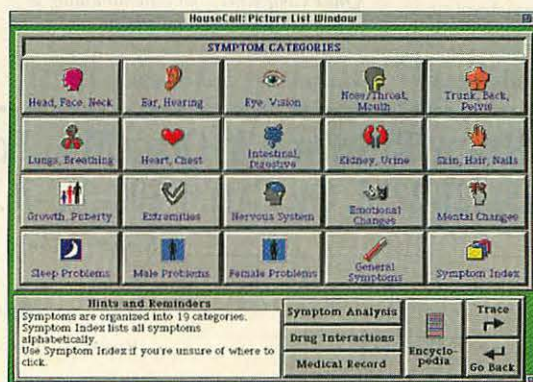 HouseCall: Picture List Window
SYMPTOM CATEGORIES
Head, Face, Neck
Ear, Hearing
Eye, Vision
Nose/Throat,
Mouth
Trunk, Back,
Pelvis
Lungs, Breathing
Heart, Chest
Intestinal,
Digestive
Kidney, Urine
Skin, Hair, Nails
Growth, Puberty
Extremities
Nervous System
Emotional
Changes
Mental Changes
Sleep Problems
Male Problems
Female Problems
General
Symptoms
Symptom Index
Hints and Reminders
Symptoms are organized into 19 categories.
Symptom Index lists all symptoms
alphabetically.
Use Symptom Index if you're unsure of where to
click.
Symptom Analysis
Drug Interactions
Medical Record
Encyclo-
pedia
Trace
Go Back